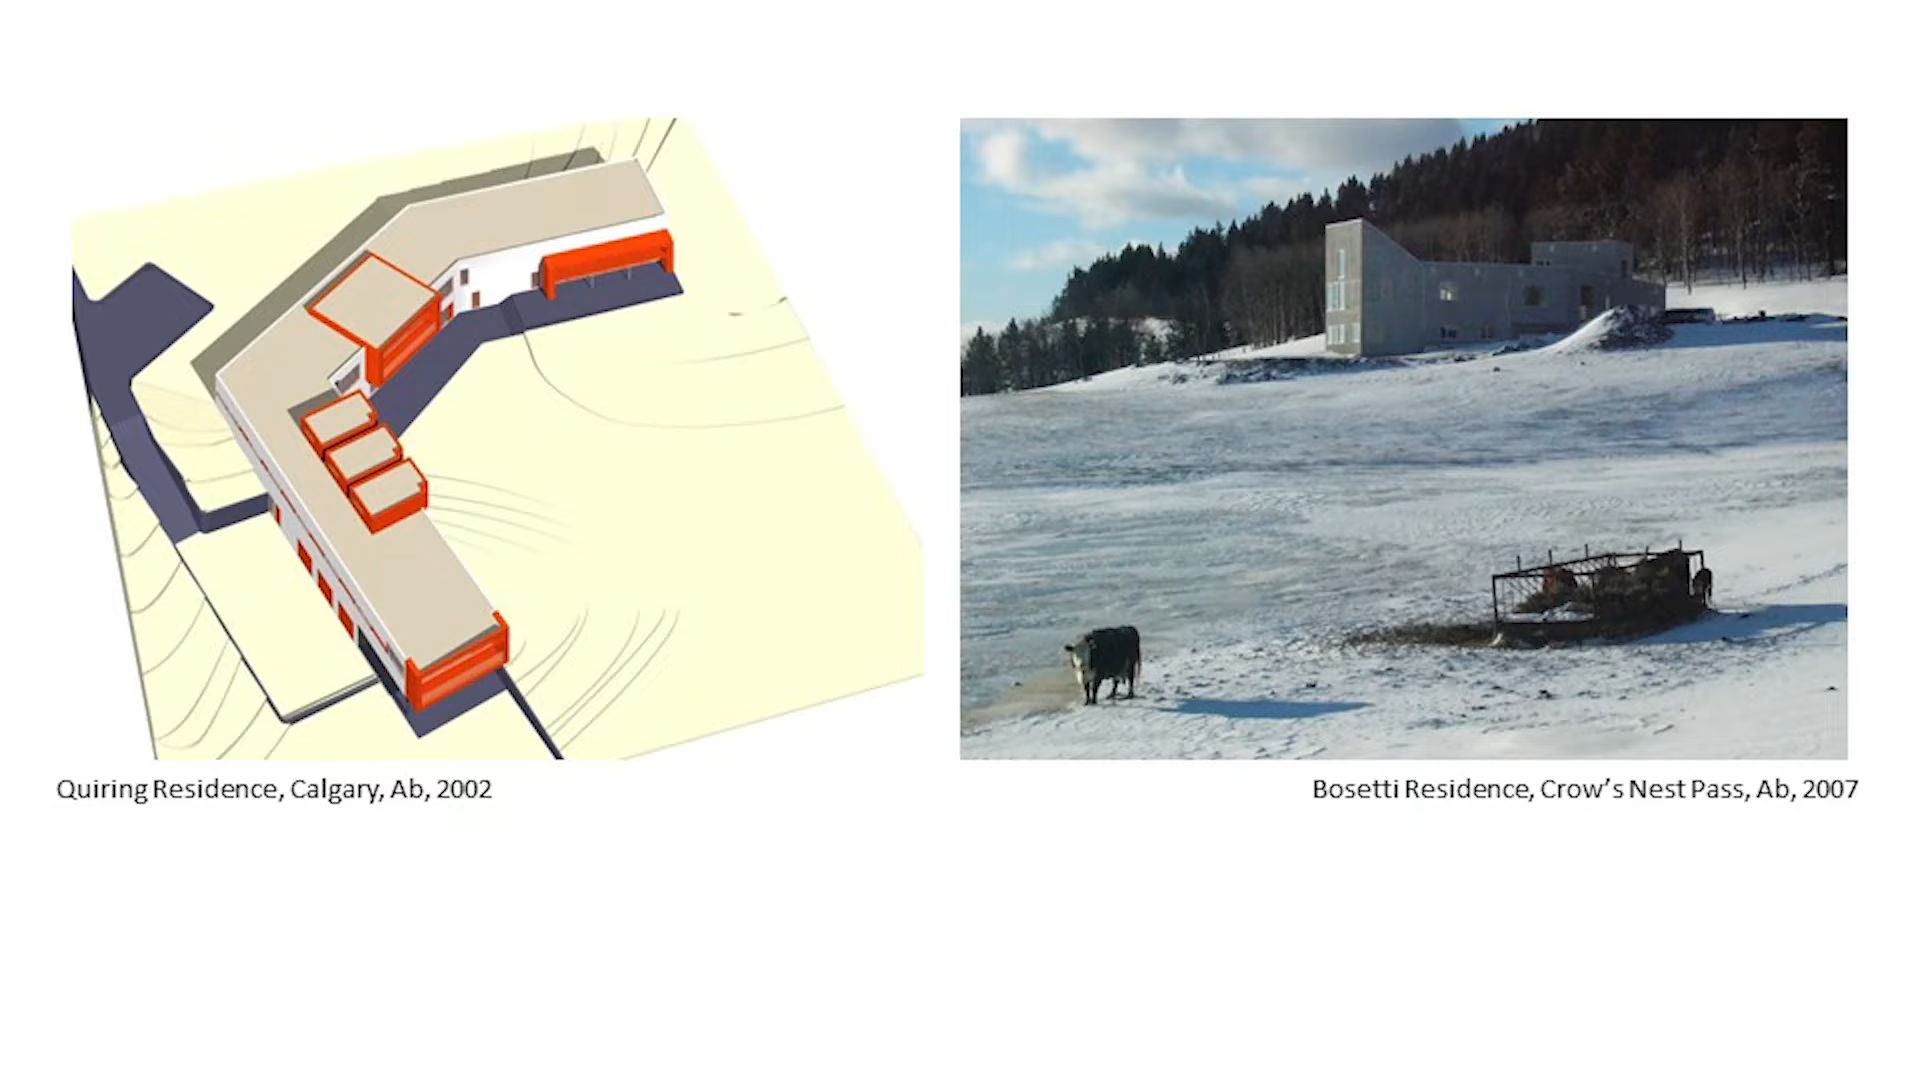 Quiring Residence, Calgary, Ab, 2002
Bosetti Residence, Crow's Nest Pass, Ab, 2007